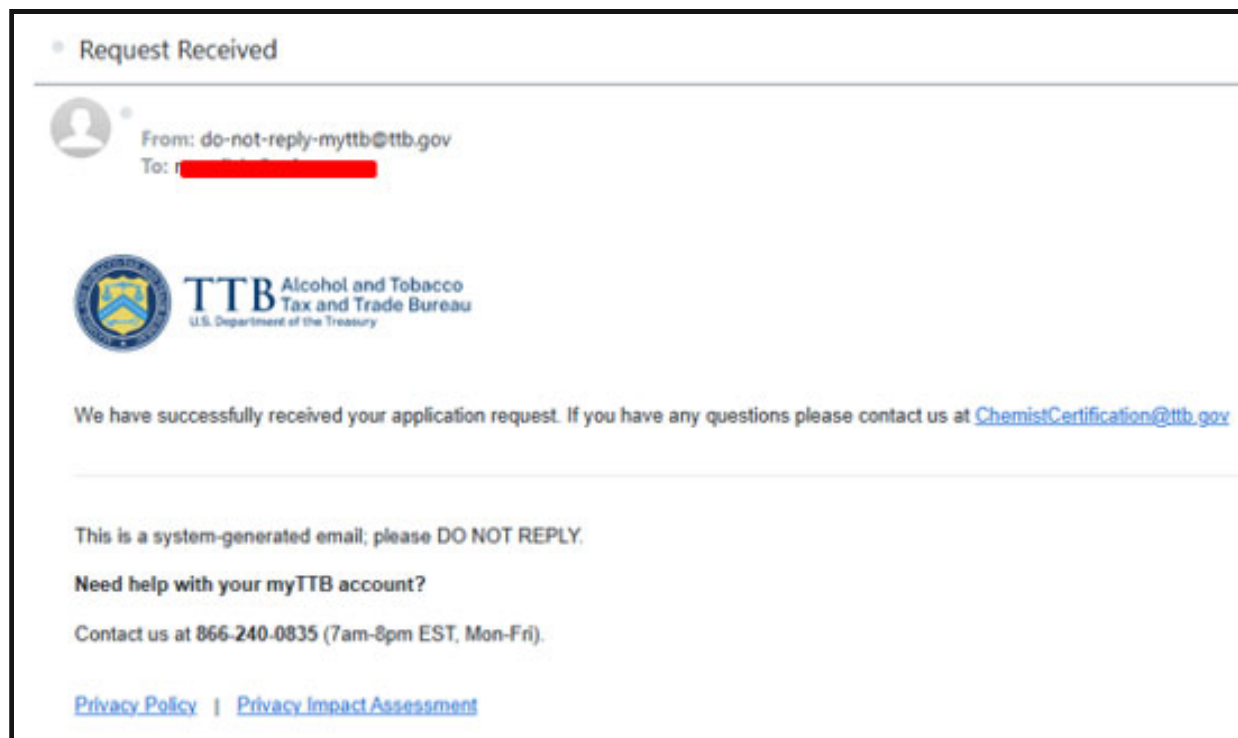 Request Received
From: do-not-reply-myttb@ttb.gov
To:
TTB Alcohol and Tobacco
Tax and Trade Bureau
U.S. Department of the Treasury
We have successfully received your application request. If you have any questions please contact us at ChemistCertification@ttb.gov
This is a system-generated email; please DO NOT REPLY.
Need help with your myTTB account?
Contact us at 866-240-0835 (7am-8pm EST, Mon-Fri).
Privacy Policy | Privacy Impact Assessment